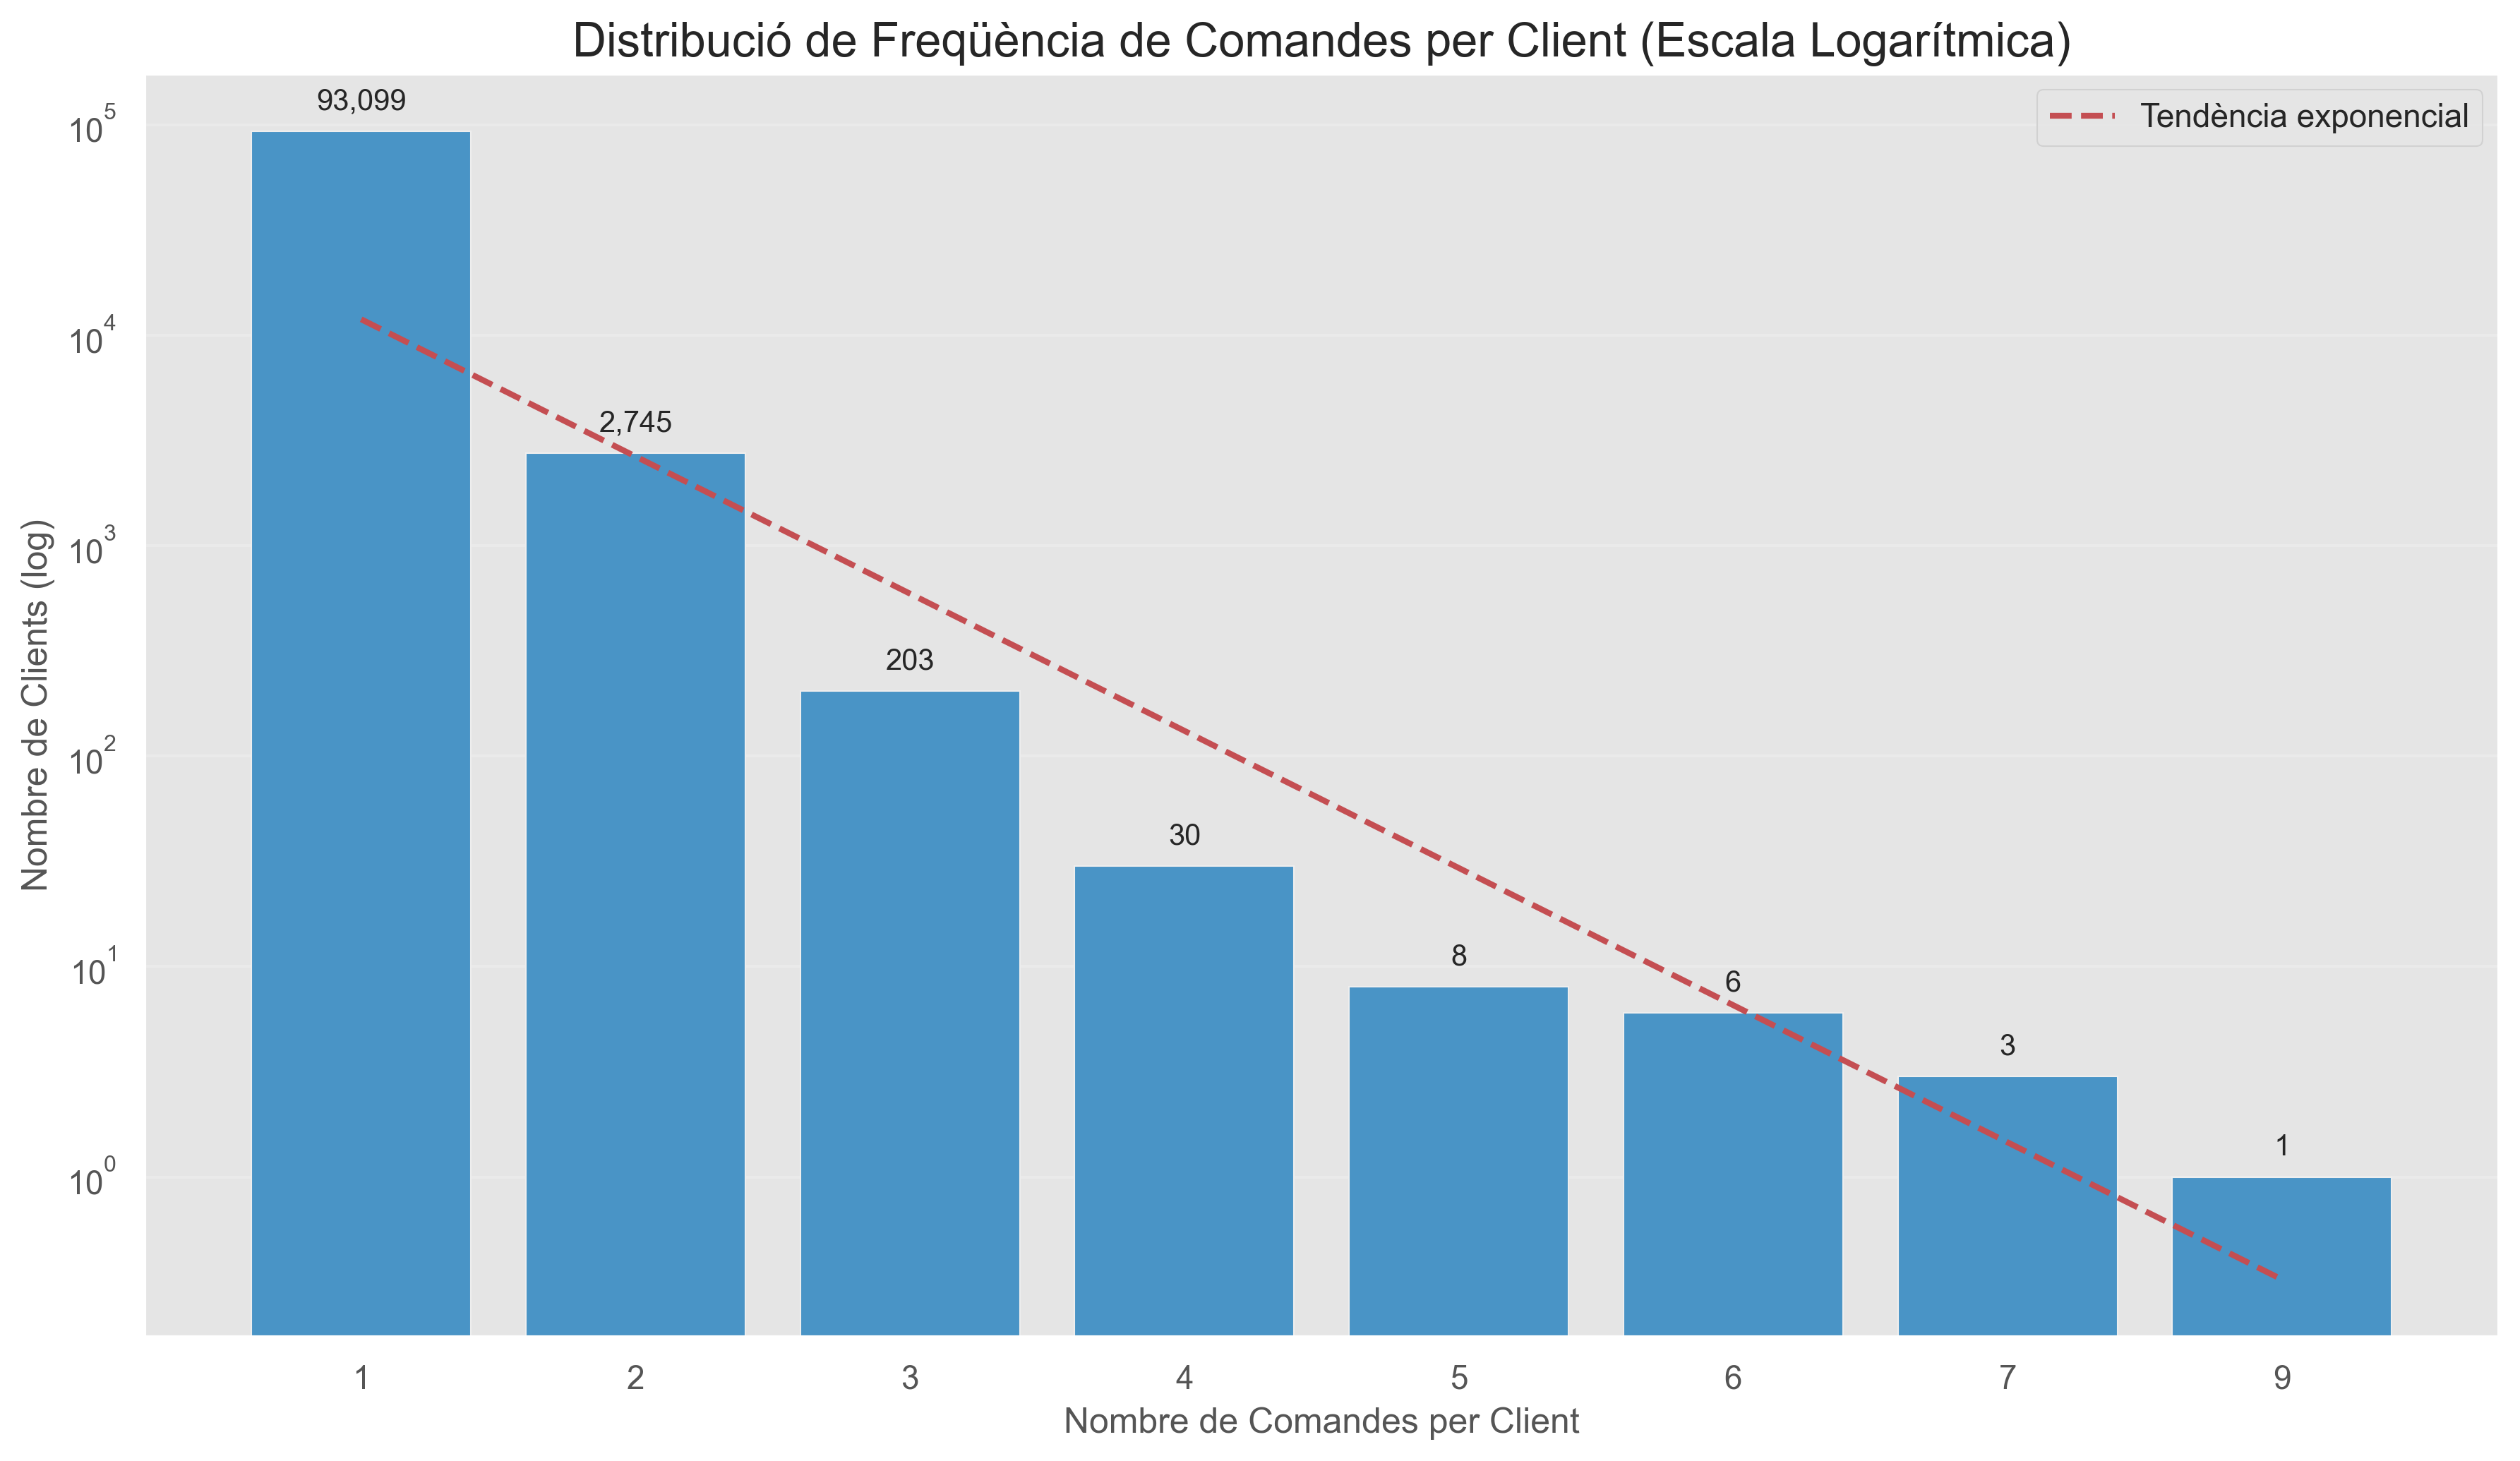 Distribució de Freqüència de Comandes per Client (Escala Logarítmica)
Tendència exponencial
Nombre de Clients (log)
10^5
10^4
10^3
10^2
10^1
10^0
93,099
2,745
203
30
8
6
3
1
1 2 3 4 5 6 7 9
Nombre de Comandes per Client